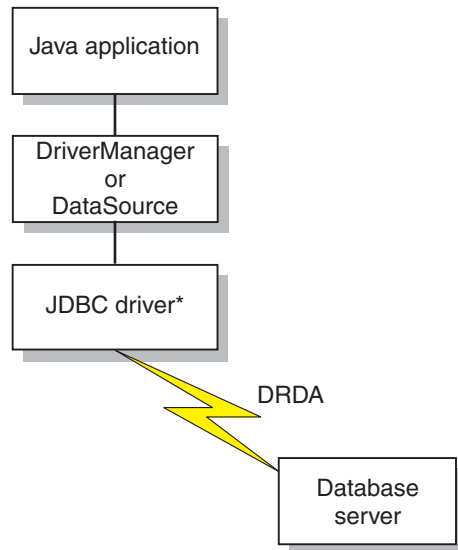 Java application
DriverManager
or
DataSource
JDBC driver*
DRDA
Database
server